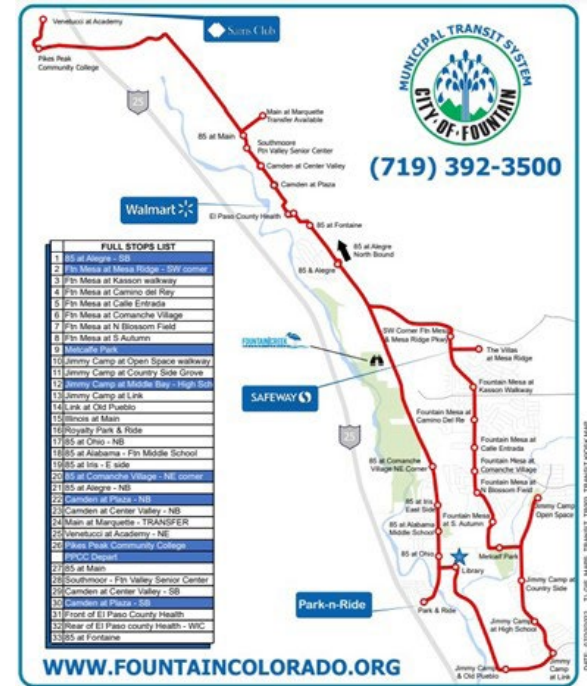 Venetucci at Academy
Sams Club
Pikes Peak
Community College
25
MUNICIPAL TRANSIT SYSTEM
CITY·OF·FOUNTAIN
(719) 392-3500
Main at Marquette
Transfer Available
85 at Main
Southmoore
Ftn Valley Senior Center
Camden at Center Valley
Camden at Plaza
Walmart
El Paso County Health
85 at Fontaine
85 at Alegre
North Bound
85 & Alegre
FULL STOPS LIST
1 85 at Alegre - SB
2 Ftn Mesa at Mesa Ridge - SW corner
3 Ftn Mesa at Kasson walkway
4 Ftn Mesa at Camino del Rey
5 Ftn Mesa at Calle Entrada
6 Ftn Mesa at Comanche Village
7 Ftn Mesa at N Blossom Field
8 Ftn Mesa at S Autumn
9 Metcalfe Park
10 Jimmy Camp at Open Space walkway
11 Jimmy Camp at Country Side Grove
12 Jimmy Camp at Middle Bay - High Sch
13 Jimmy Camp at Link
14 Link at Old Pueblo
15 Illinois at Main
16 Royalty Park & Ride
17 85 at Ohio - NB
18 85 at Alabama - Ftn Middle School
19 85 at Iris - E side
20 85 at Comanche Village - NE corner
21 85 at Alegre - NB
22 Camden at Plaza - NB
23 Camden at Center Valley - NB
24 Main at Marquette - TRANSFER
25 Venetucci at Academy - NE
26 Pikes Peak Community College
PPCC Depart
27 85 at Main
28 Southmoor - Ftn Valley Senior Center
29 Camden at Center Valley - SB
30 Camden at Plaza - SB
31 Front of El Paso County Health
32 Rear of El Paso county Health - WIC
33 85 at Fontaine
SW Corner Ftn Mesa
& Mesa Ridge Pkwy
The Villas
at Mesa Ridge
FOUNTAIN CREEK
SAFEWAY
Fountain Mesa at
Kasson Walkway
Fountain Mesa at
Camino Del Re
25
Fountain Mesa at
Calle Entrada
85 at Comanche
Village NE Corner
Fountain Mesa at
Comanche Village
Fountain Mesa at
N Blossom Field
85 at Iris
East Side
Fountain Mesa
at S. Autumn
Jimmy Camp
Open Space
85 at Alabama
Middle School
85 at Ohio
Metcalf Park
Library
Jimmy Camp at
Country Side
Park-n-Ride
Park & Ride
Jimmy Camp
at High School
Jimmy Camp
& Old Pueblo
Jimmy Camp
at Link
WWW.FOUNTAINCOLORADO.ORG